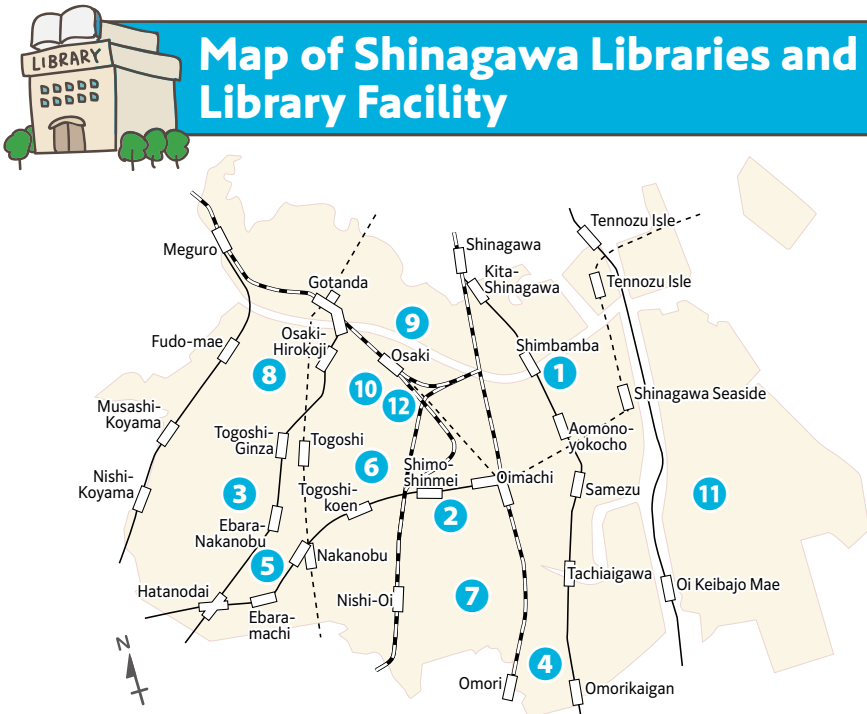 LIBRARY
Map of Shinagawa Libraries and
Library Facility
Tennozu Isle
Meguro
Shinagawa
Kita-
Shinagawa
Gotanda
Tennozu Isle
9
Osaki-
Hirokoji
Fudo-mae
Shimbamba
Osaki
8
1
10
12
Shinagawa Seaside
Musashi-
Koyama
Togoshi-
Ginza
Togoshi
Aomono-
yokocho
6
Shimo-
shinmei
Oimachi
Nishi-
Koyama
3
Togoshi-
koen
Samezu
11
2
Ebara-
Nakanobu
5
Nakanobu
Tachiaigawa
Oi Keibajo Mae
Hatanodai
Nishi-Oi
7
Ebara-
machi
N
4
Omori
Omorikaigan